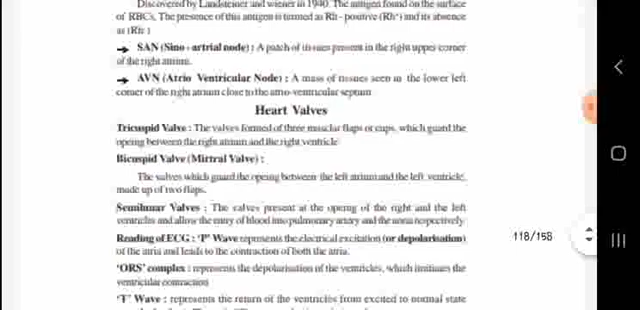 Discovered by Landsteiner and wiener in 1940. The antigen found on the surface
of RBCs. The presence of this antigen is termed as Rh - positive (Rh⁺) and its absence
as (Rh⁻)
→ SAN (Sino - artrial node) : A patch of tissues present in the right upper corner
of the right atrium.
→ AVN (Atrio Ventricular Node) : A mass of tissues seen in the lower left
corner of the right atrium close to the atrio-ventricular septum
Heart Valves
Tricuspid Valve : The valves formed of three muscular flaps or cups, which guard the
opening between the right atrium and the right ventricle
Bicuspid Valve (Mirtral Valve) :
The valves which guard the opening between the left atrium and the left ventricle,
made up of two flaps.
Semilunar Valves : The valves present at the opening of the right and the left
ventricles and allow the entry of blood into pulmonary artery and the aorta respectively
Reading of ECG : 'P' Wave represents the electrical excitation (or depolarisation)
of the atria and leads to the contraction of both the atria.
'QRS' complex : represents the depolarisation of the ventricles, which initiates the
ventricular contraction
'T' Wave : represents the return of the ventricles from excited to normal state
118/158